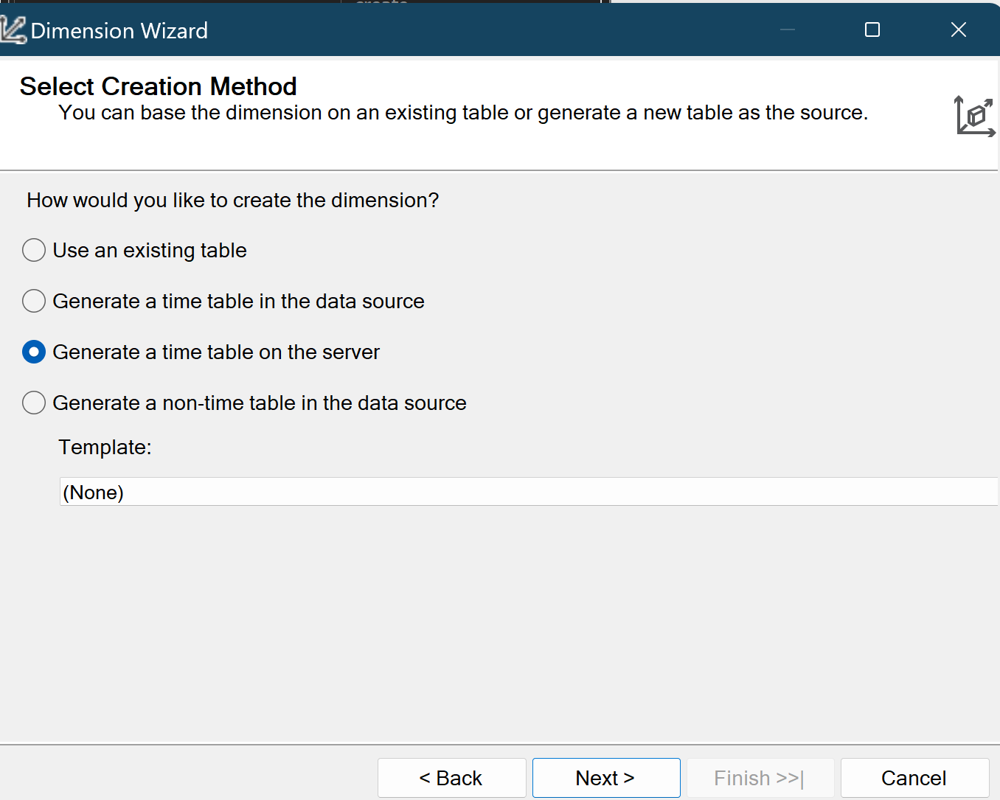 create
Dimension Wizard
Select Creation Method
You can base the dimension on an existing table or generate a new table as the source.
How would you like to create the dimension?
Use an existing table
Generate a time table in the data source
Generate a time table on the server
Generate a non-time table in the data source
Template:
(None)
< Back
Next >
Finish >>|
Cancel